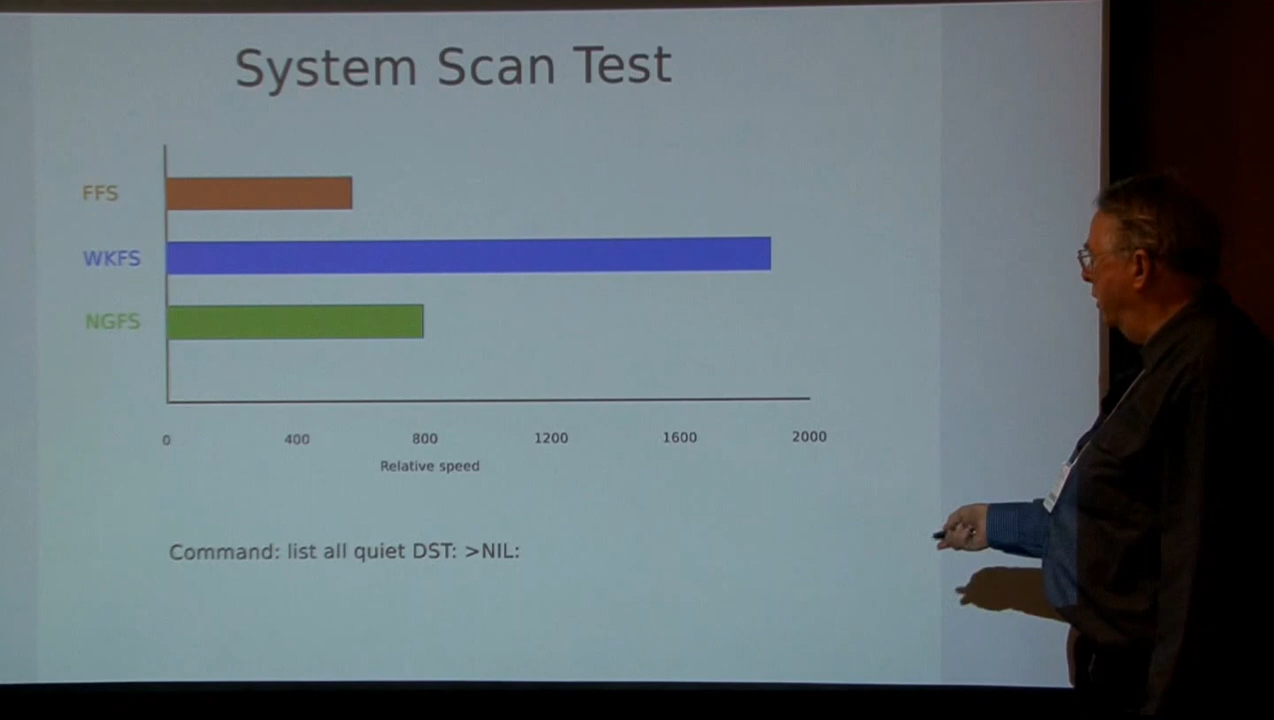 System Scan Test
FFS
WKFS
NGFS
0 400 800 1200 1600 2000
Relative speed
Command: list all quiet DST: >NIL: